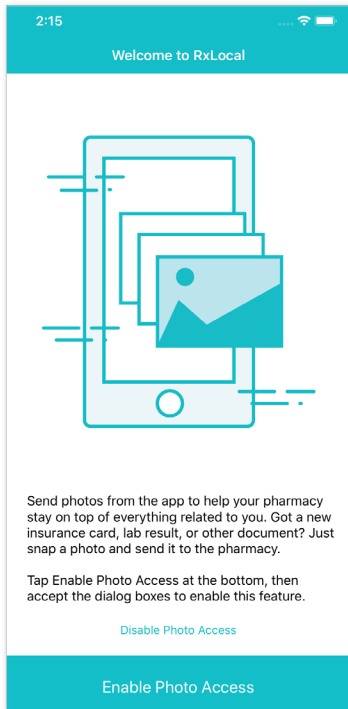 2:15
Welcome to RxLocal
Send photos from the app to help your pharmacy
stay on top of everything related to you. Got a new
insurance card, lab result, or other document? Just
snap a photo and send it to the pharmacy.
Tap Enable Photo Access at the bottom, then
accept the dialog boxes to enable this feature.
Disable Photo Access
Enable Photo Access